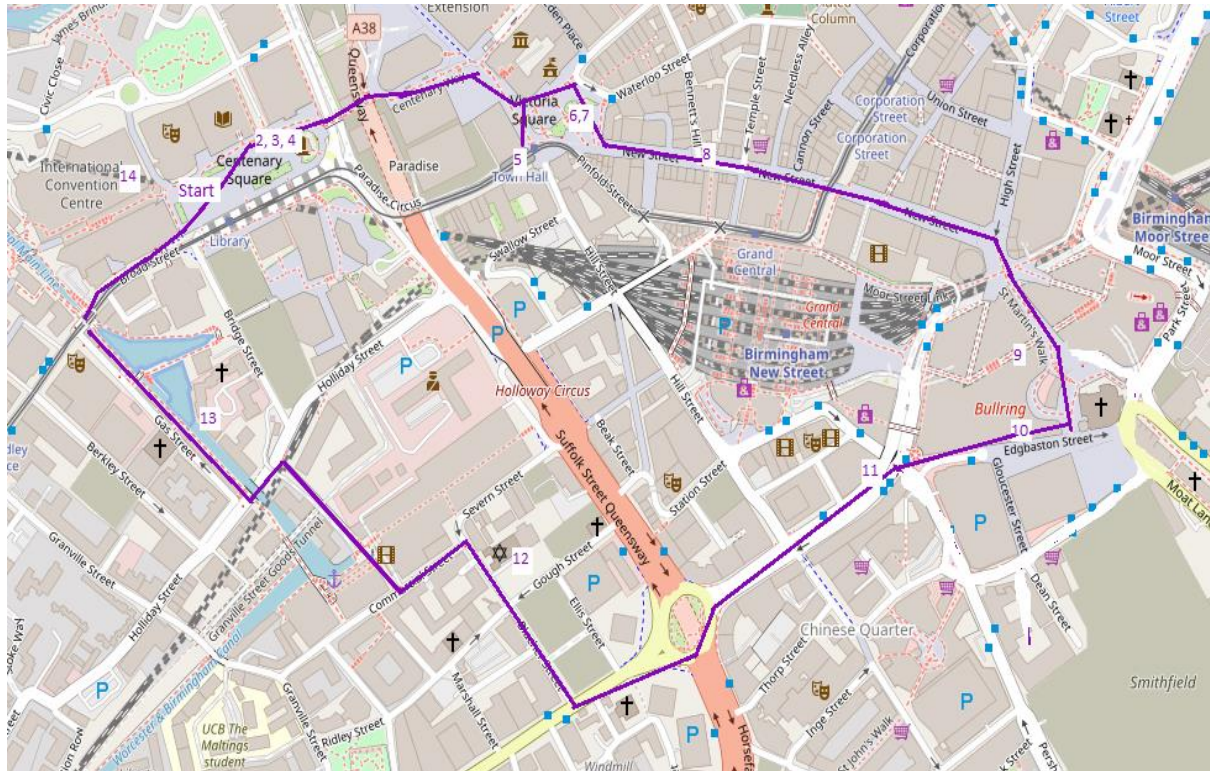 Extension
Plated
Column
A38
Queensway
Civic Close
Centenary
Victoria
Square
6,7
Waterloo Street
Bennett's Hill
Temple Street
Needless Alley
Cannon Street
Corporation
Street
Corporation
Street
Union Street
High Street
2, 3, 4
Centenary
Square
International
Convention
Centre
14
Start
Paradise
Paradise Circus
5
Town Hall
Pinfold Street
New Street
8
New Street
New Street
Library
Broad Street
Swallow Street
Hill Street
Grand
Central
Moor Street Link
St. Martin's Walk
Birmingham
Moor Street
Park Street
Bridge Street
Holliday Street
P
P
P
Grand
Central
Birmingham
New Street
9
Holloway Circus
Hill Street
Bullring
10
Edgbaston Street
13
Gas Street
Berkley Street
Suffolk Street Queensway
Beak Street
Station Street
11
Gloucester Street
P
Moat Lane
Severn Street
12
Granville Street
Granville Street Goods Tunnel
Gough Street
P
Ellis Street
Blucher Street
Dean Street
Holliday Street
Worcester & Birmingham Canal
P
Marshall Street
Chinese Quarter
Thorp Street
Inge Street
P
Smithfield
UCB The
Maltings
student
Granville Street
Ridley Street
P
Windmill
St John's Walk